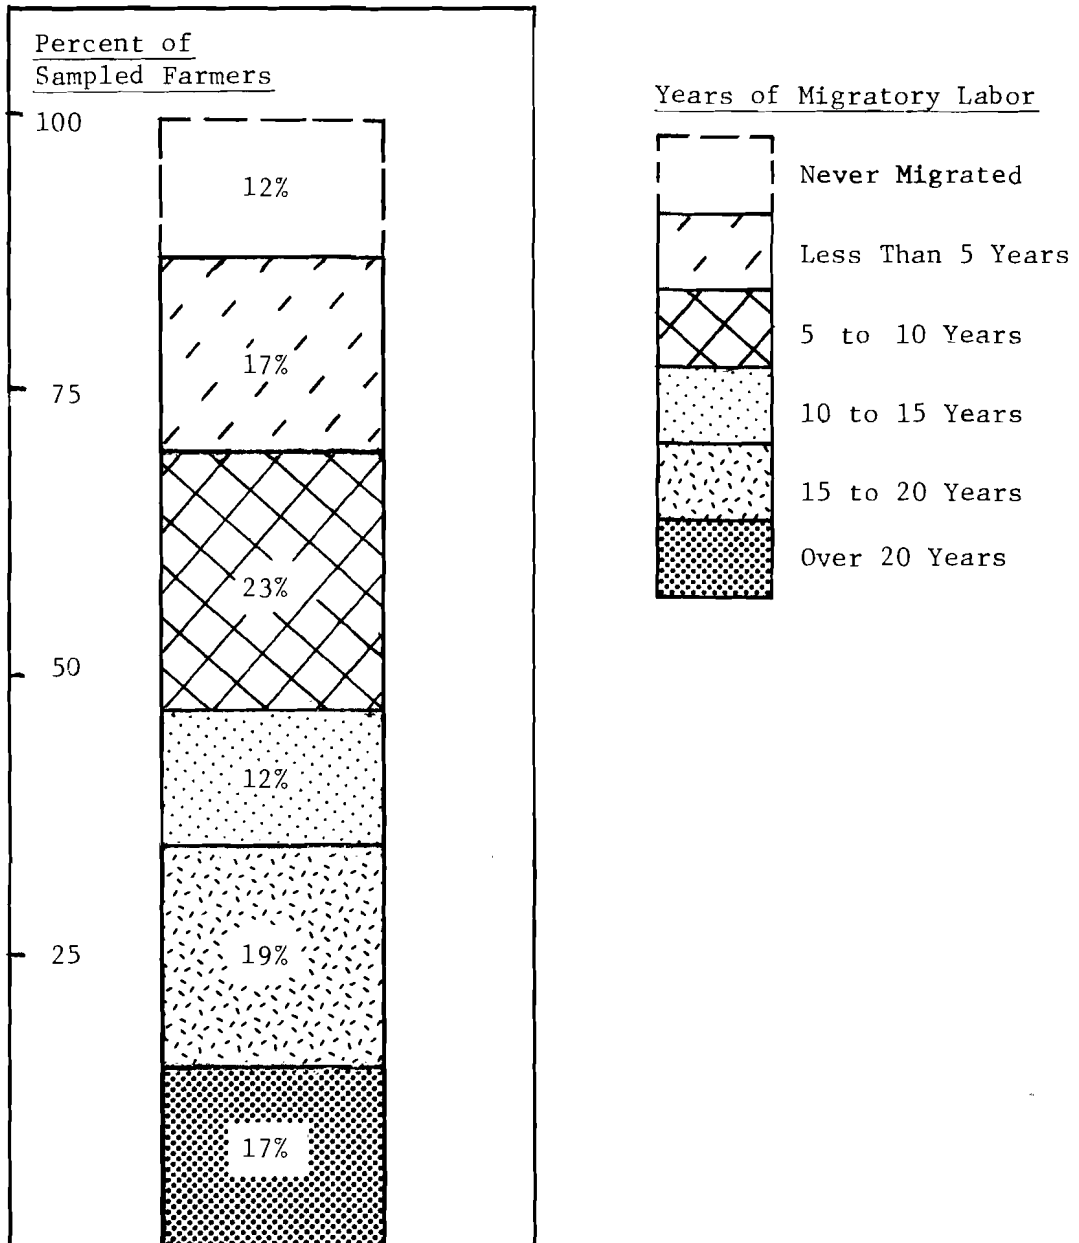 Percent of
Sampled Farmers
100
12%
17%
75
23%
50
12%
19%
25
17%
Years of Migratory Labor
Never Migrated
Less Than 5 Years
5 to 10 Years
10 to 15 Years
15 to 20 Years
Over 20 Years